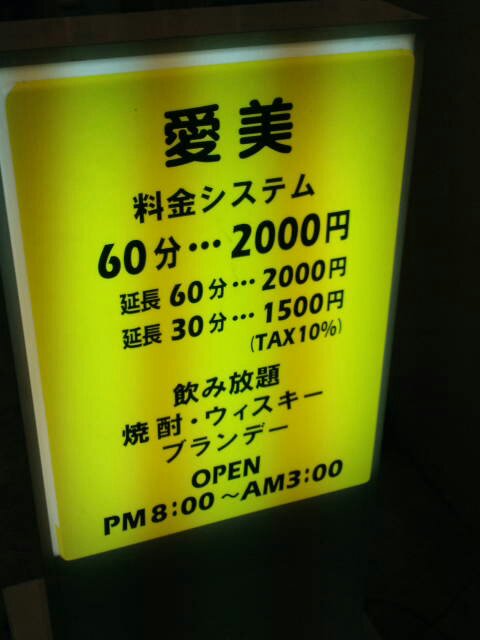 愛美
料金システム
60分…2000円
延長 60分…2000円
延長 30分…1500円
(TAX10%)
飲み放題
焼酎・ウィスキー
ブランデー
OPEN
PM8:00～AM3:00